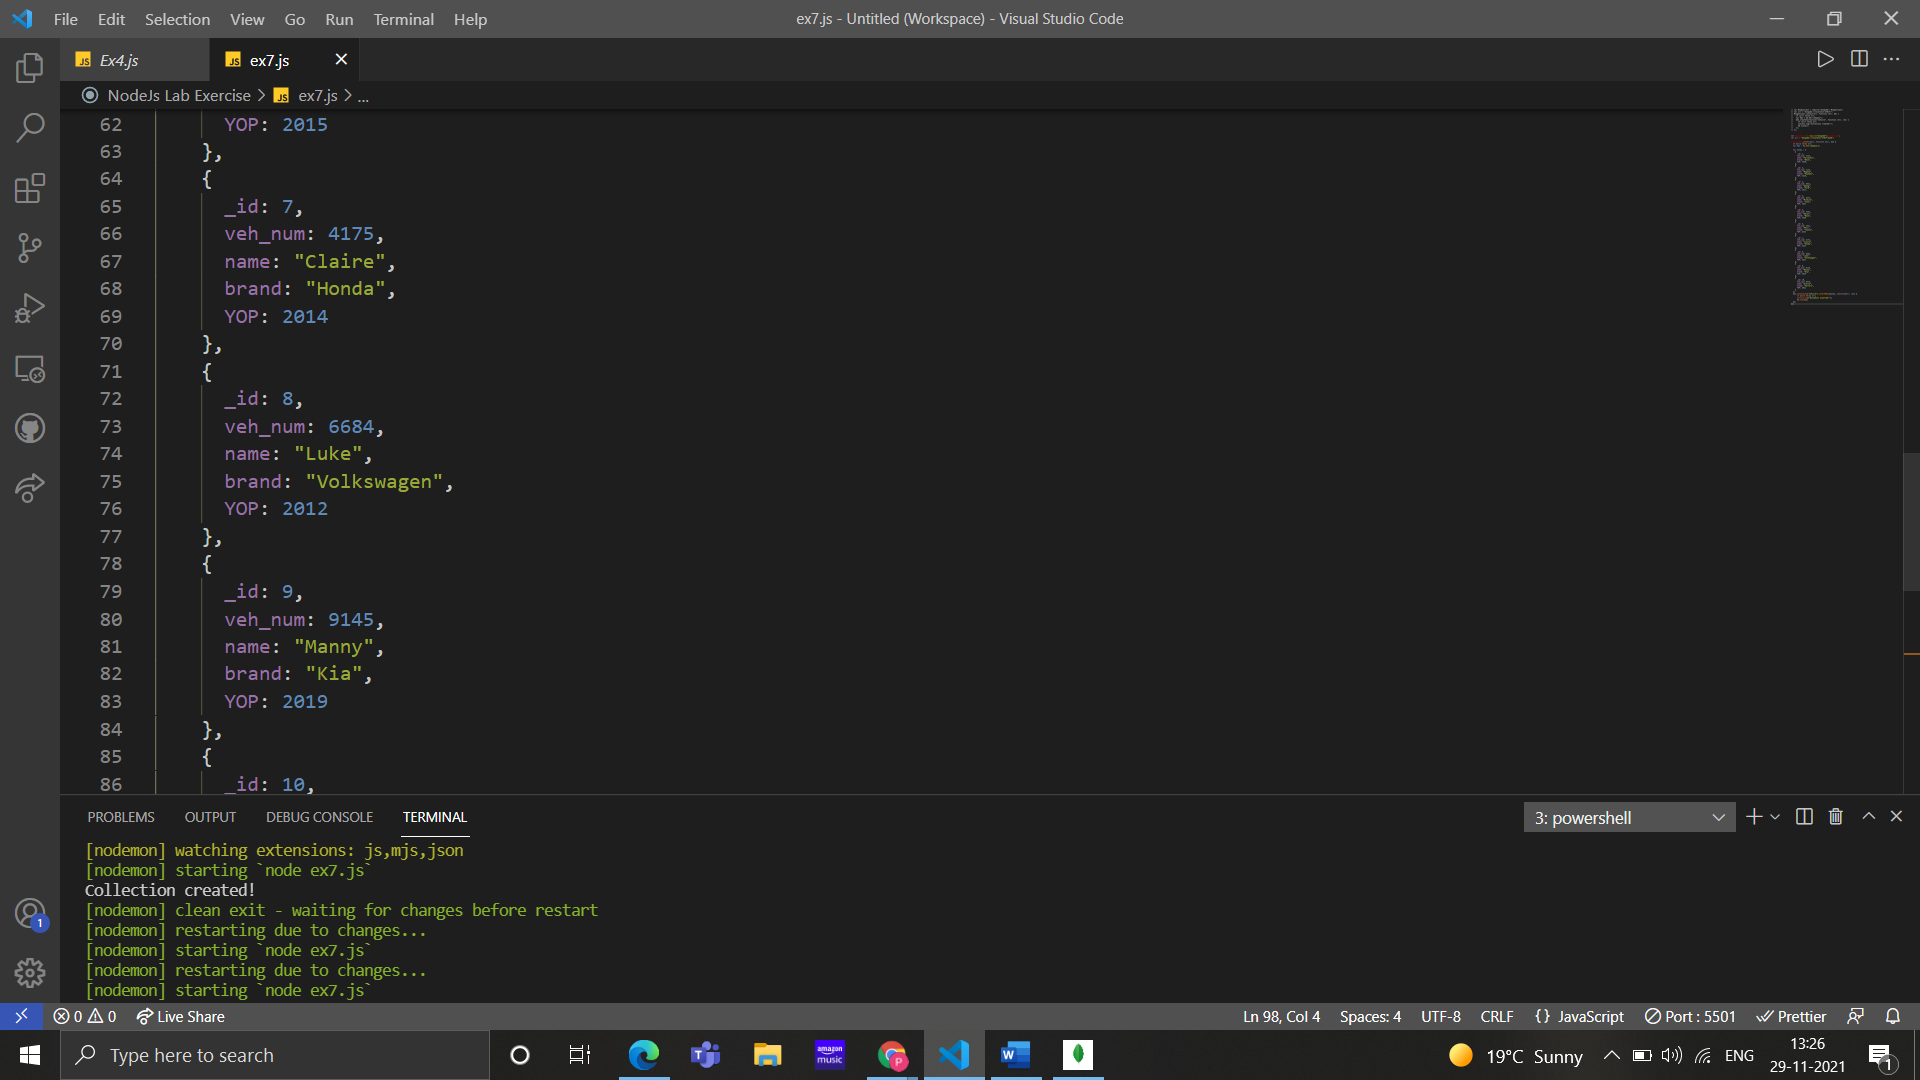 File Edit Selection View Go Run Terminal Help
ex7.js - Untitled (Workspace) - Visual Studio Code
JS Ex4.js
JS ex7.js
NodeJs Lab Exercise > JS ex7.js > ...
62 YOP: 2015
63 },
64 {
65 _id: 7,
66 veh_num: 4175,
67 name: "Claire",
68 brand: "Honda",
69 YOP: 2014
70 },
71 {
72 _id: 8,
73 veh_num: 6684,
74 name: "Luke",
75 brand: "Volkswagen",
76 YOP: 2012
77 },
78 {
79 _id: 9,
80 veh_num: 9145,
81 name: "Manny",
82 brand: "Kia",
83 YOP: 2019
84 },
85 {
86 _id: 10,
PROBLEMS OUTPUT DEBUG CONSOLE TERMINAL
3: powershell
[nodemon] watching extensions: js,mjs,json
[nodemon] starting `node ex7.js`
Collection created!
[nodemon] clean exit - waiting for changes before restart
[nodemon] restarting due to changes...
[nodemon] starting `node ex7.js`
[nodemon] restarting due to changes...
[nodemon] starting `node ex7.js`
1
0 0 Live Share
Ln 98, Col 4 Spaces: 4 UTF-8 CRLF {} JavaScript Port : 5501 Prettier
Type here to search
amazon music
19°C Sunny
ENG
13:26
29-11-2021
1